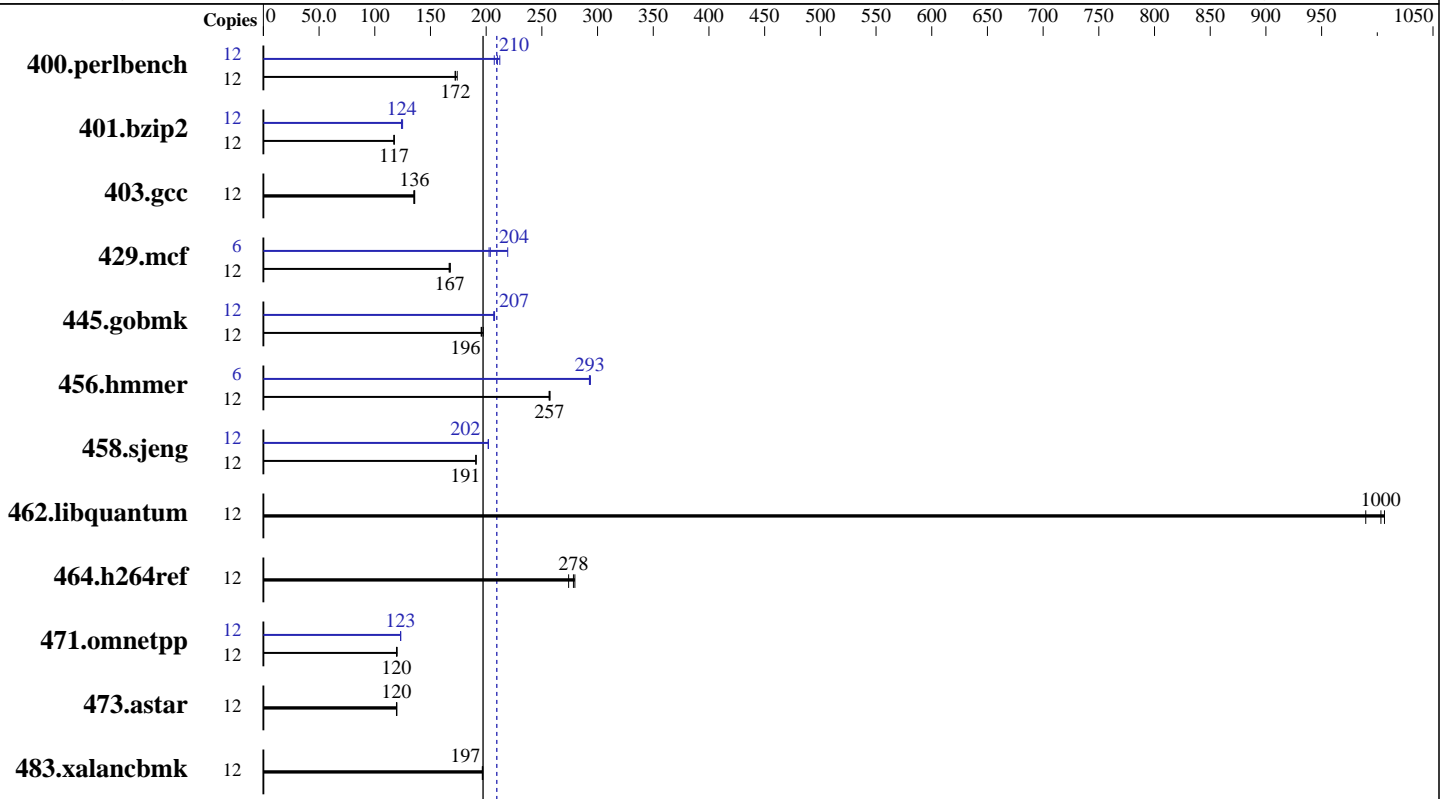 Copies 0 50.0 100 150 200 250 300 350 400 450 500 550 600 650 700 750 800 850 900 950 1050
400.perlbench 12 210
12 172
401.bzip2 12 124
12 117
403.gcc 12 136
429.mcf 6 204
12 167
445.gobmk 12 207
12 196
456.hmmer 6 293
12 257
458.sjeng 12 202
12 191
462.libquantum 12 1000
464.h264ref 12 278
471.omnetpp 12 123
12 120
473.astar 12 120
483.xalancbmk 12 197